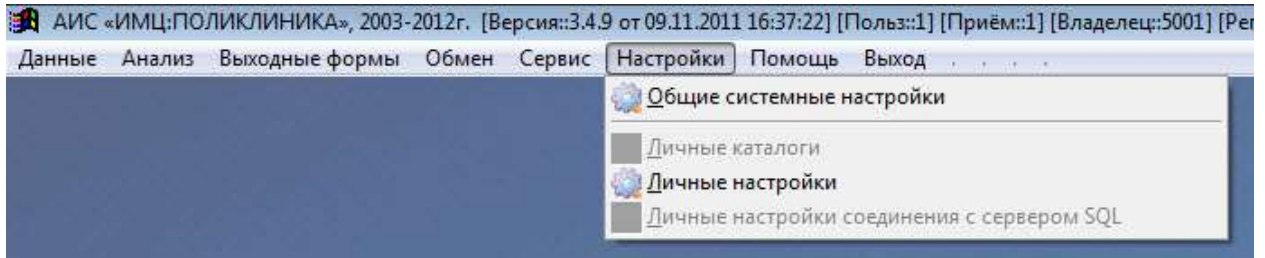 АИС «ИМЦ:ПОЛИКЛИНИКА», 2003-2012г. [Версия::3.4.9 от 09.11.2011 16:37:22] [Польз::1] [Приём::1] [Владелец::5001] [Рег
Данные Анализ Выходные формы Обмен Сервис Настройки Помощь Выход . . . .
Общие системные настройки
Личные каталоги
Личные настройки
Личные настройки соединения с сервером SQL